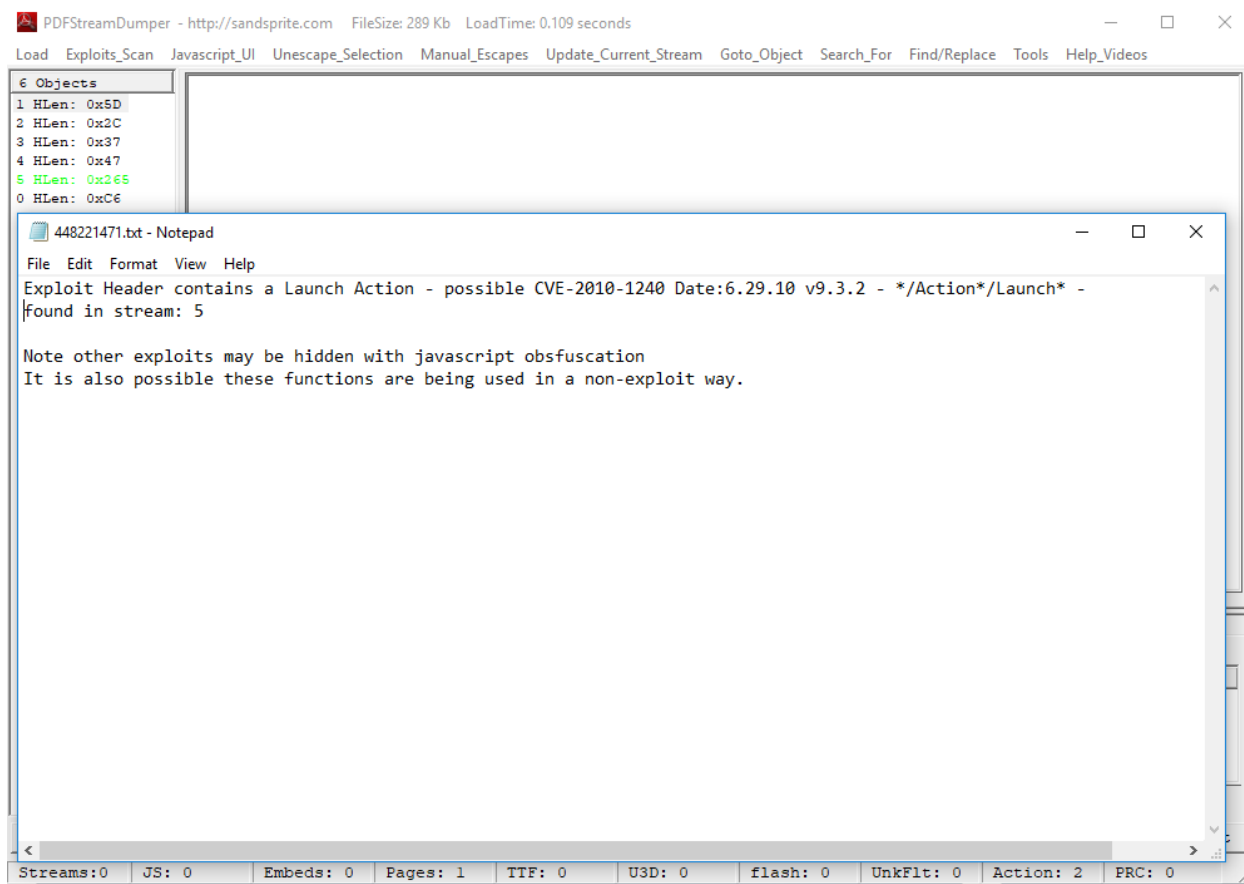 PDFStreamDumper - http://sandsprite.com FileSize: 289 Kb LoadTime: 0.109 seconds
Load Exploits_Scan Javascript_UI Unescape_Selection Manual_Escapes Update_Current_Stream Goto_Object Search_For Find/Replace Tools Help_Videos
6 Objects
1 HLen: 0x5D
2 HLen: 0x2C
3 HLen: 0x37
4 HLen: 0x47
5 HLen: 0x265
0 HLen: 0xC6
448221471.txt - Notepad
File Edit Format View Help
Exploit Header contains a Launch Action - possible CVE-2010-1240 Date:6.29.10 v9.3.2 - */Action*/Launch* -
found in stream: 5
Note other exploits may be hidden with javascript obsfuscation
It is also possible these functions are being used in a non-exploit way.
Streams:0 JS: 0 Embeds: 0 Pages: 1 TTF: 0 U3D: 0 flash: 0 UnkFlt: 0 Action: 2 PRC: 0